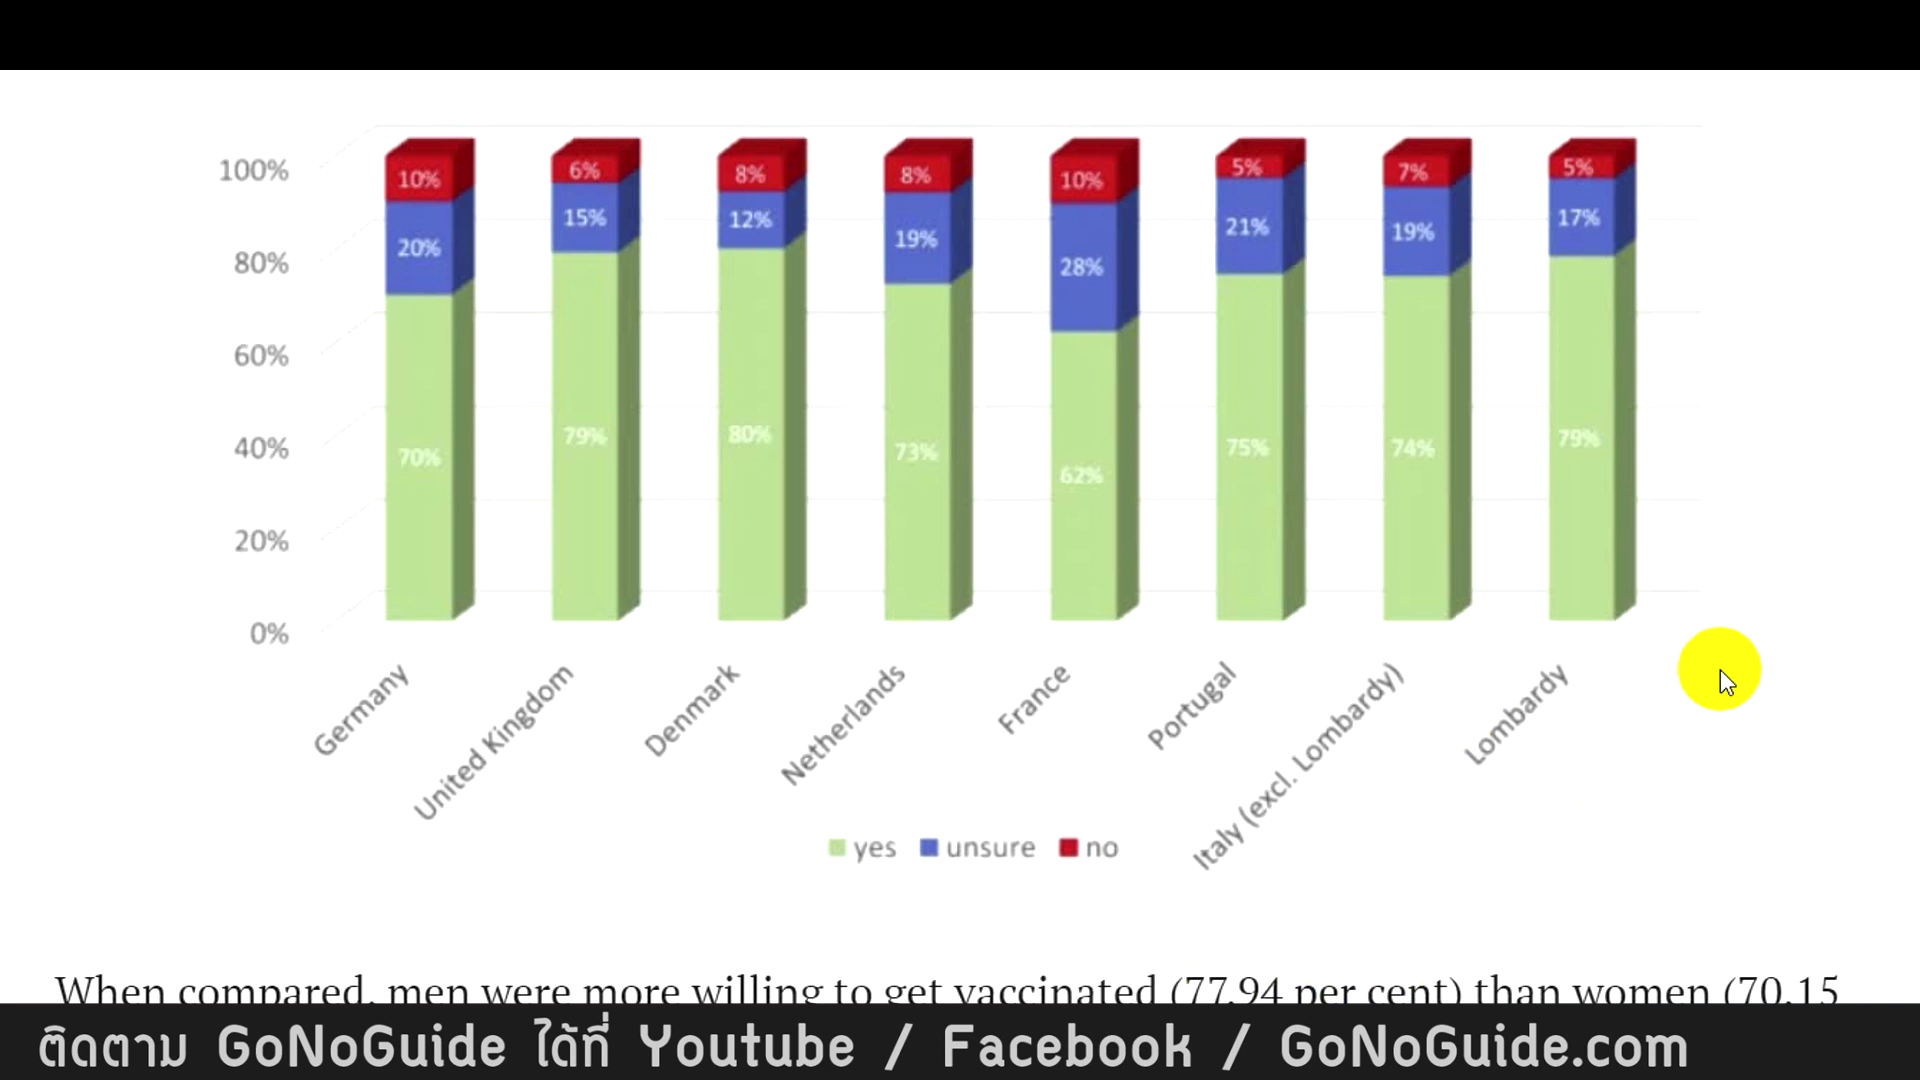 100%
80%
60%
40%
20%
0%
10% 6% 8% 8% 10% 5% 7% 5%
20% 15% 12% 19% 28% 21% 19% 17%
70% 79% 80% 73% 62% 75% 74% 79%
Germany
United Kingdom
Denmark
Netherlands
France
Portugal
Italy (excl. Lombardy)
Lombardy
yes unsure no
When compared, men were more willing to get vaccinated (77.94 per cent) than women (70.15
ติดตาม GoNoGuide ได้ที่ Youtube / Facebook / GoNoGuide.com